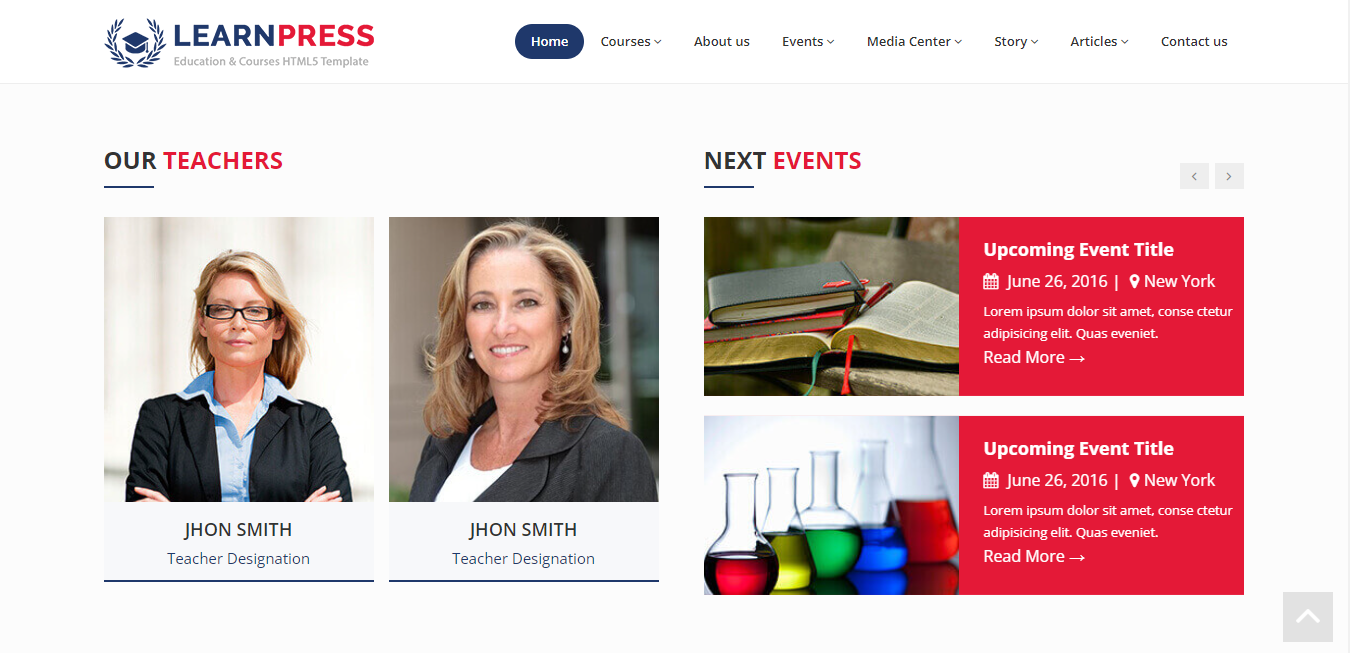 LEARNPRESS
Education & Courses HTML5 Template
Home Courses About us Events Media Center Story Articles Contact us
OUR TEACHERS
JHON SMITH
Teacher Designation
JHON SMITH
Teacher Designation
NEXT EVENTS
Upcoming Event Title
June 26, 2016 | New York
Lorem ipsum dolor sit amet, conse ctetur
adipisicing elit. Quas eveniet.
Read More →
Upcoming Event Title
June 26, 2016 | New York
Lorem ipsum dolor sit amet, conse ctetur
adipisicing elit. Quas eveniet.
Read More →